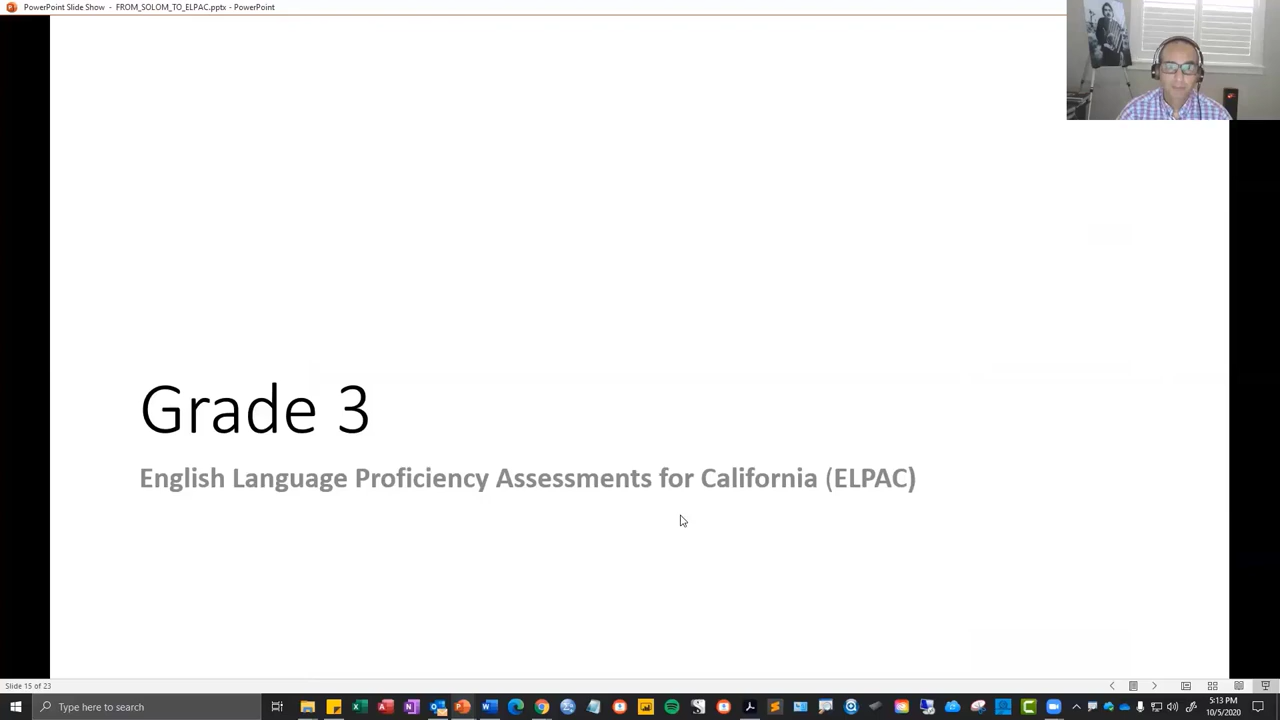 PowerPoint Slide Show - FROM_SOLOM_TO_ELPAC.pptx - PowerPoint
Grade 3
English Language Proficiency Assessments for California (ELPAC)
Slide 15 of 23
Type here to search
5:13 PM
10/5/2020